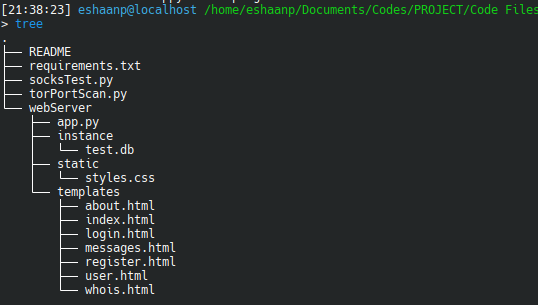 [21:38:23] eshaanp@localhost /home/eshaanp/Documents/Codes/PROJECT/Code Files
> tree
.
├── README
├── requirements.txt
├── socksTest.py
├── torPortScan.py
└── webServer
    ├── app.py
    ├── instance
    │   └── test.db
    ├── static
    │   └── styles.css
    └── templates
        ├── about.html
        ├── index.html
        ├── login.html
        ├── messages.html
        ├── register.html
        ├── user.html
        └── whois.html